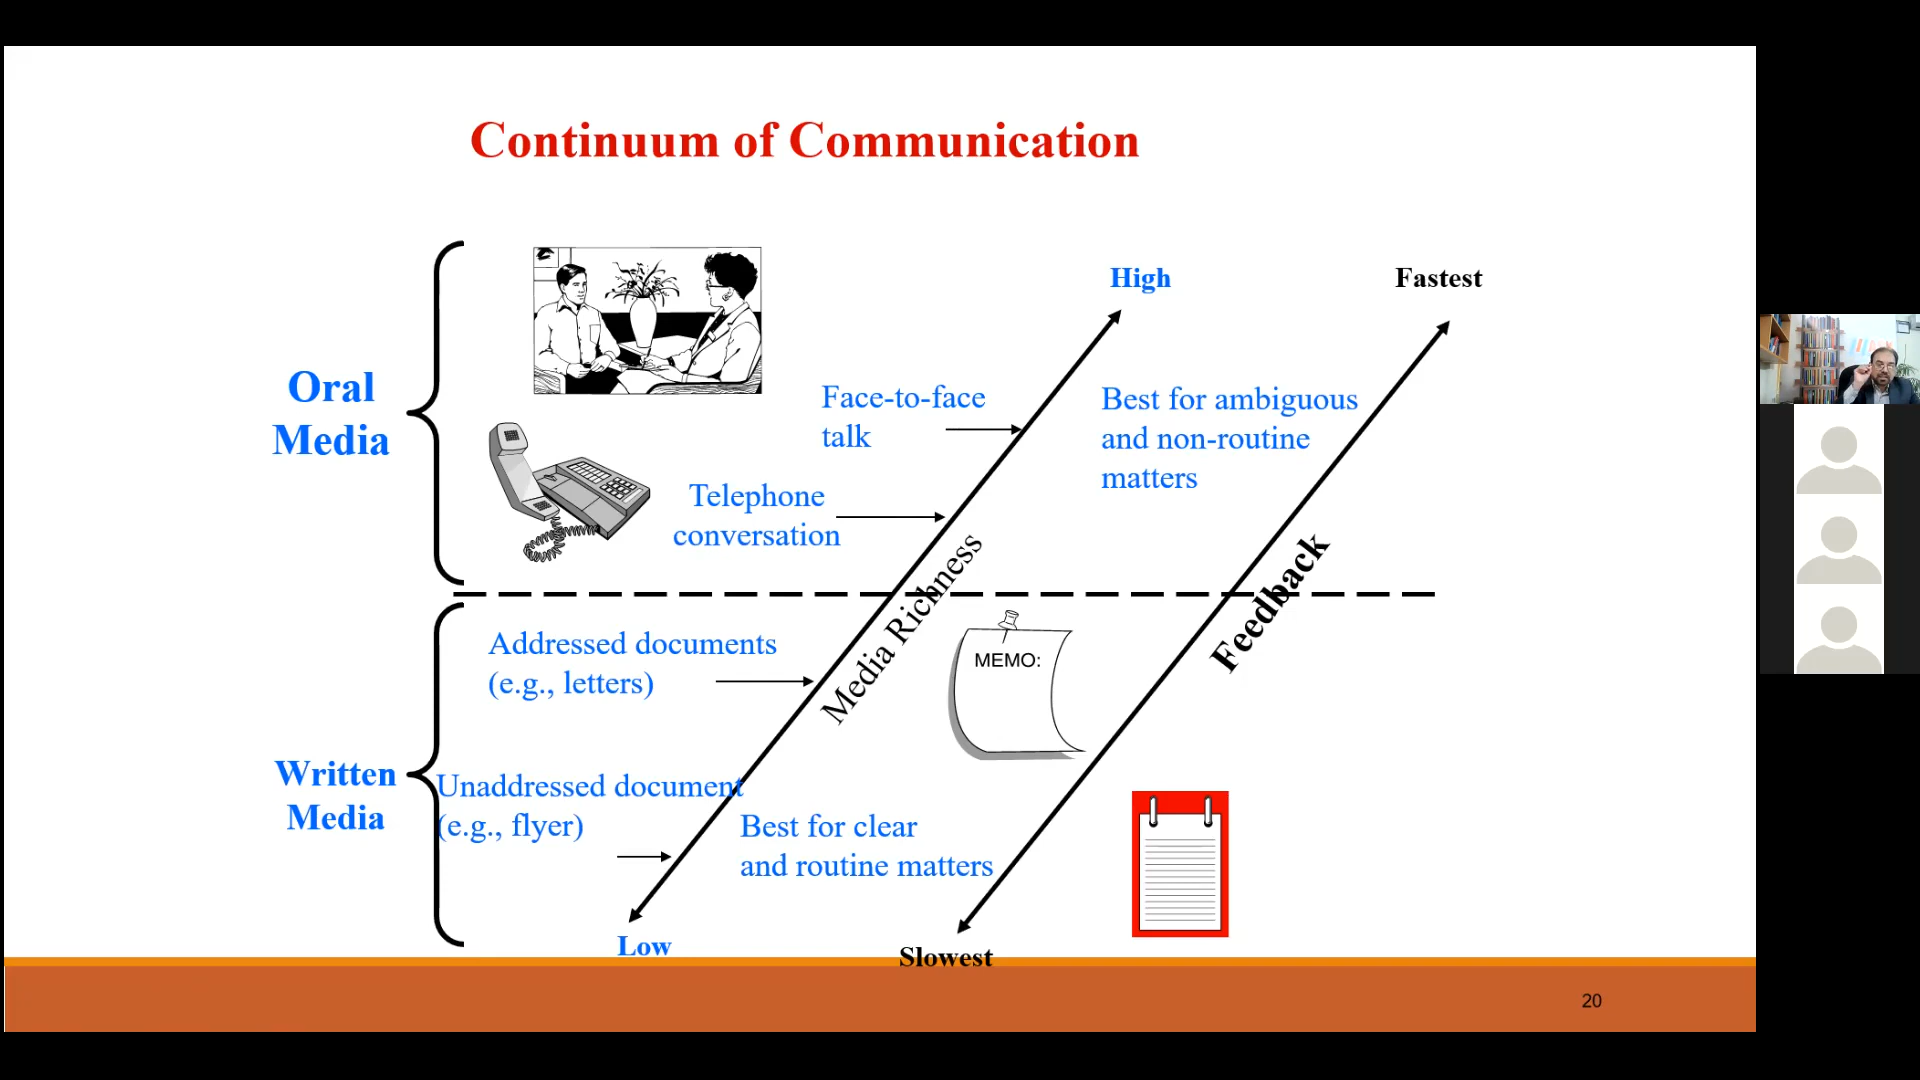 Continuum of Communication
High
Fastest
Oral
Media
Face-to-face
talk
Best for ambiguous
and non-routine
matters
Telephone
conversation
Media Richness
Feedback
Addressed documents
(e.g., letters)
MEMO:
Written
Media
Unaddressed document
(e.g., flyer)
Best for clear
and routine matters
Low
Slowest
20